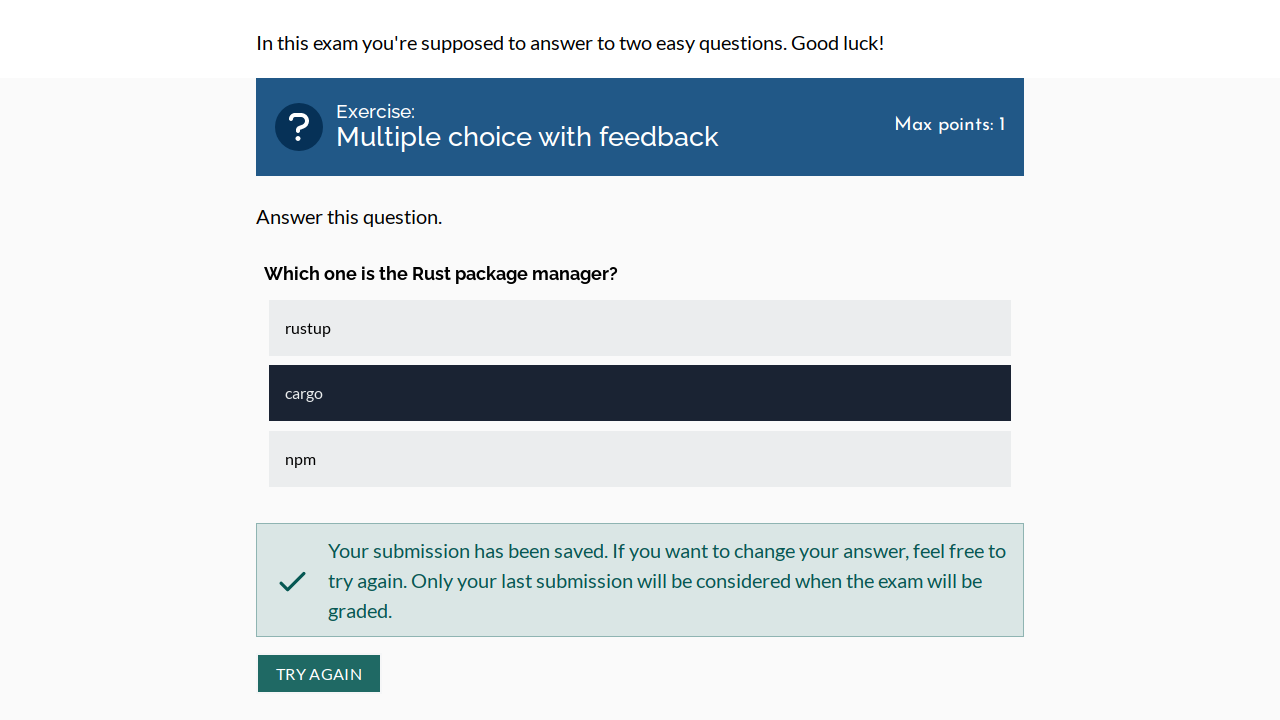 In this exam you're supposed to answer to two easy questions. Good luck!
Exercise:
Multiple choice with feedback
Max points: 1
Answer this question.
Which one is the Rust package manager?
rustup
cargo
npm
Your submission has been saved. If you want to change your answer, feel free to
try again. Only your last submission will be considered when the exam will be
graded.
TRY AGAIN